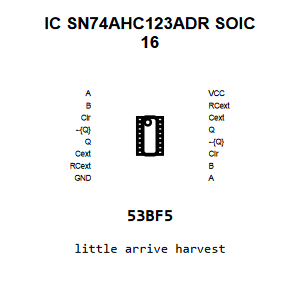 IC SN74AHC123ADR SOIC
16
A VCC
B RCext
Clr Cext
~{Q} Q
Q ~{Q}
Cext Clr
RCext B
GND A
53BF5
little arrive harvest